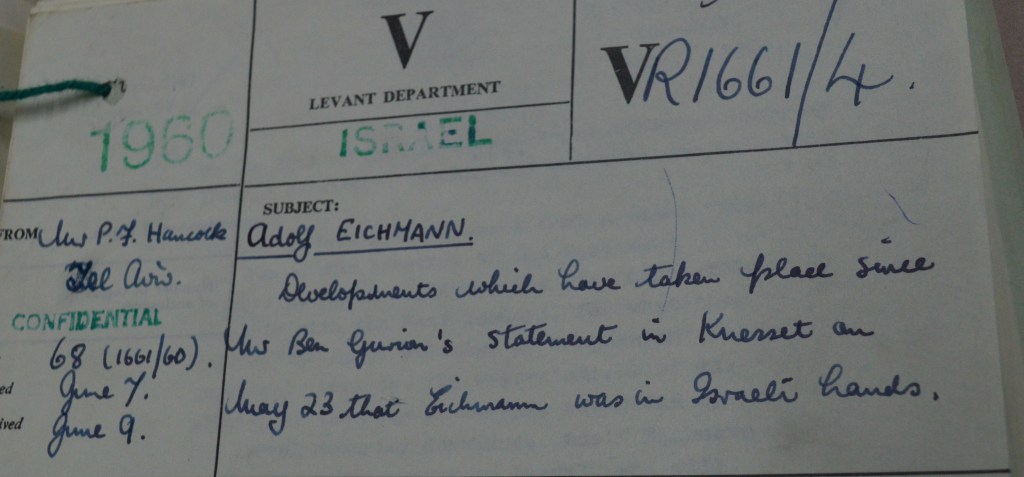 V
LEVANT DEPARTMENT
ISRAEL
VR1661/4.
1960
FROM Mr P. F. Hancock
Tel Aviv.
CONFIDENTIAL
68 (1661/60).
ed June 7.
ived June 9.
SUBJECT:
Adolf EICHMANN.
Developments which have taken place since
Mr Ben Gurion's statement in Knesset on
May 23 that Eichmann was in Israeli hands.